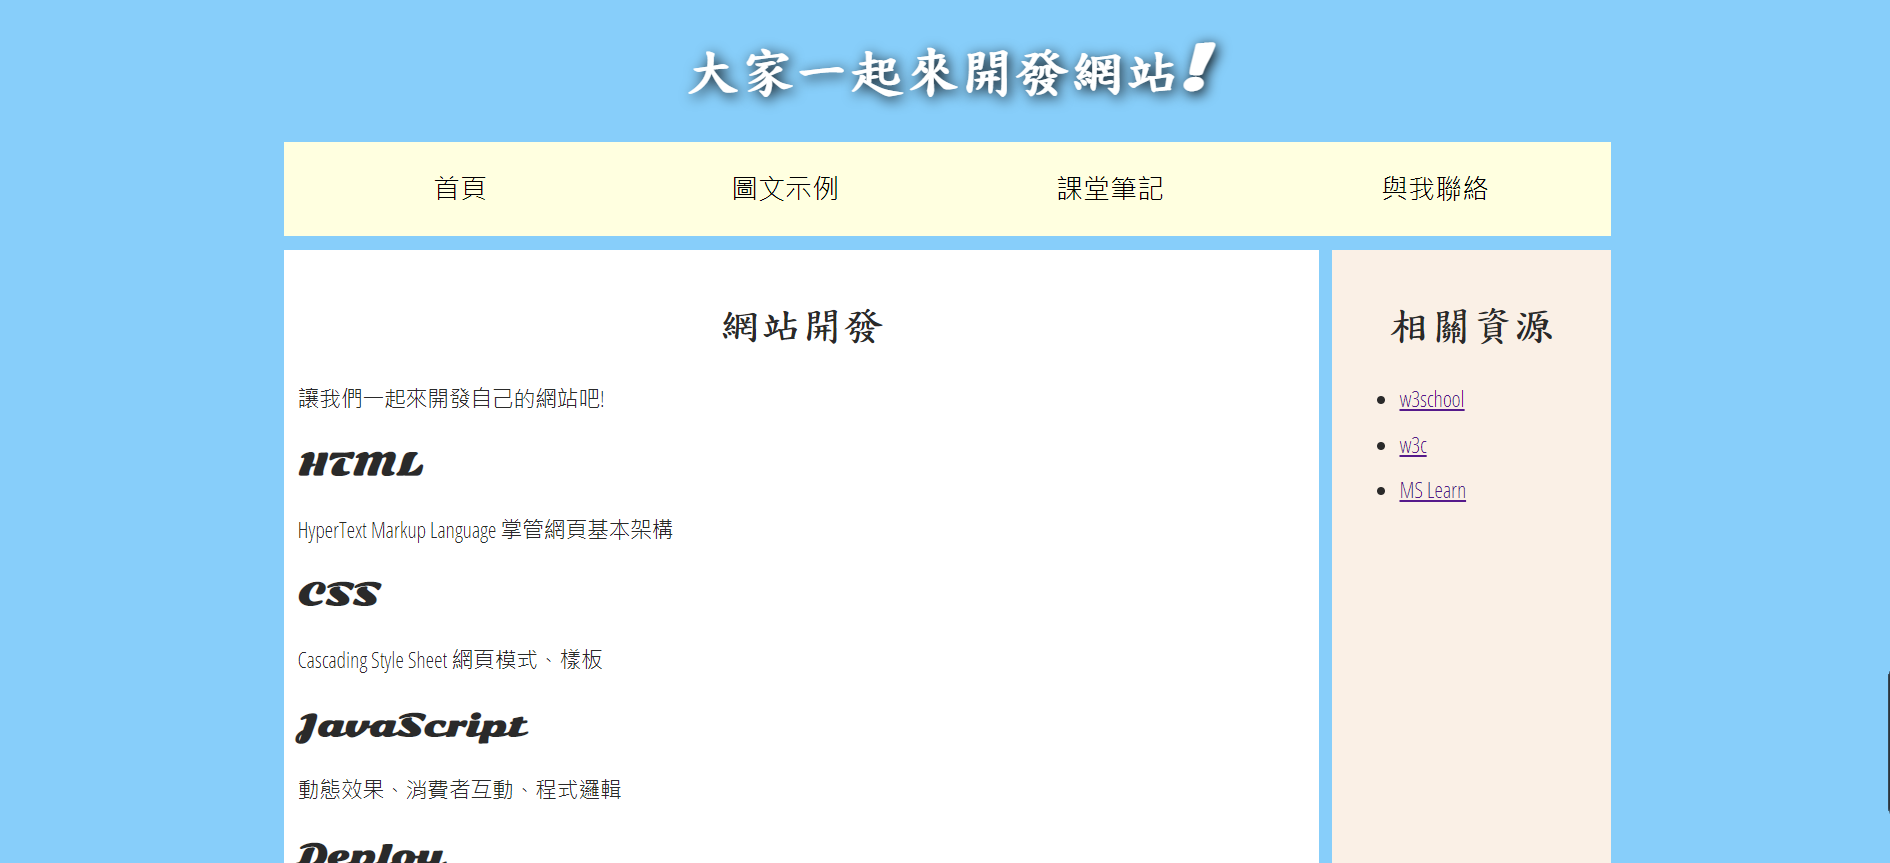 大家一起來開發網站!
首頁 圖文示例 課堂筆記 與我聯絡
網站開發
讓我們一起來開發自己的網站吧!
HTML
HyperText Markup Language 掌管網頁基本架構
CSS
Cascading Style Sheet 網頁模式、樣板
JavaScript
動態效果、消費者互動、程式邏輯
Deploy
相關資源
w3school
w3c
MS Learn